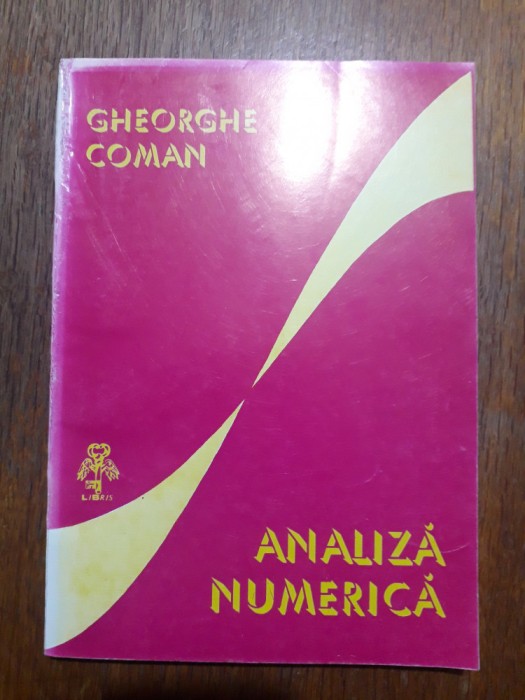 GHEORGHE
COMAN
LIBRIS
ANALIZĂ
NUMERICĂ